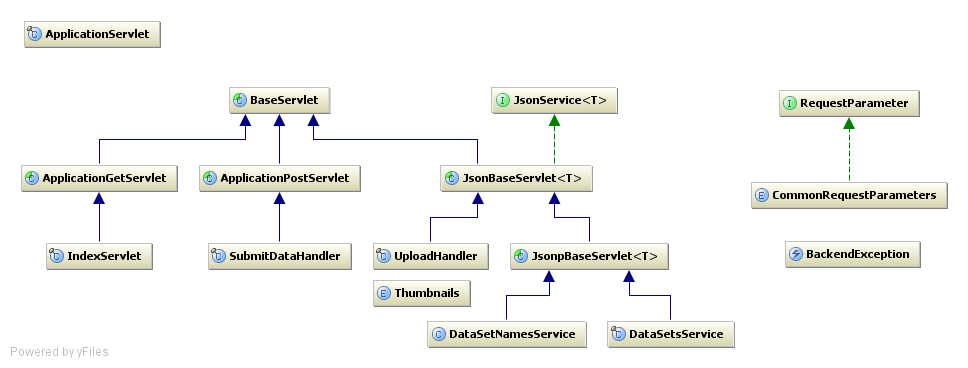 ApplicationServlet
BaseServlet
JsonService<T>
RequestParameter
ApplicationGetServlet
ApplicationPostServlet
JsonBaseServlet<T>
CommonRequestParameters
IndexServlet
SubmitDataHandler
UploadHandler
JsonpBaseServlet<T>
BackendException
Thumbnails
DataSetNamesService
DataSetsService
Powered by yFiles